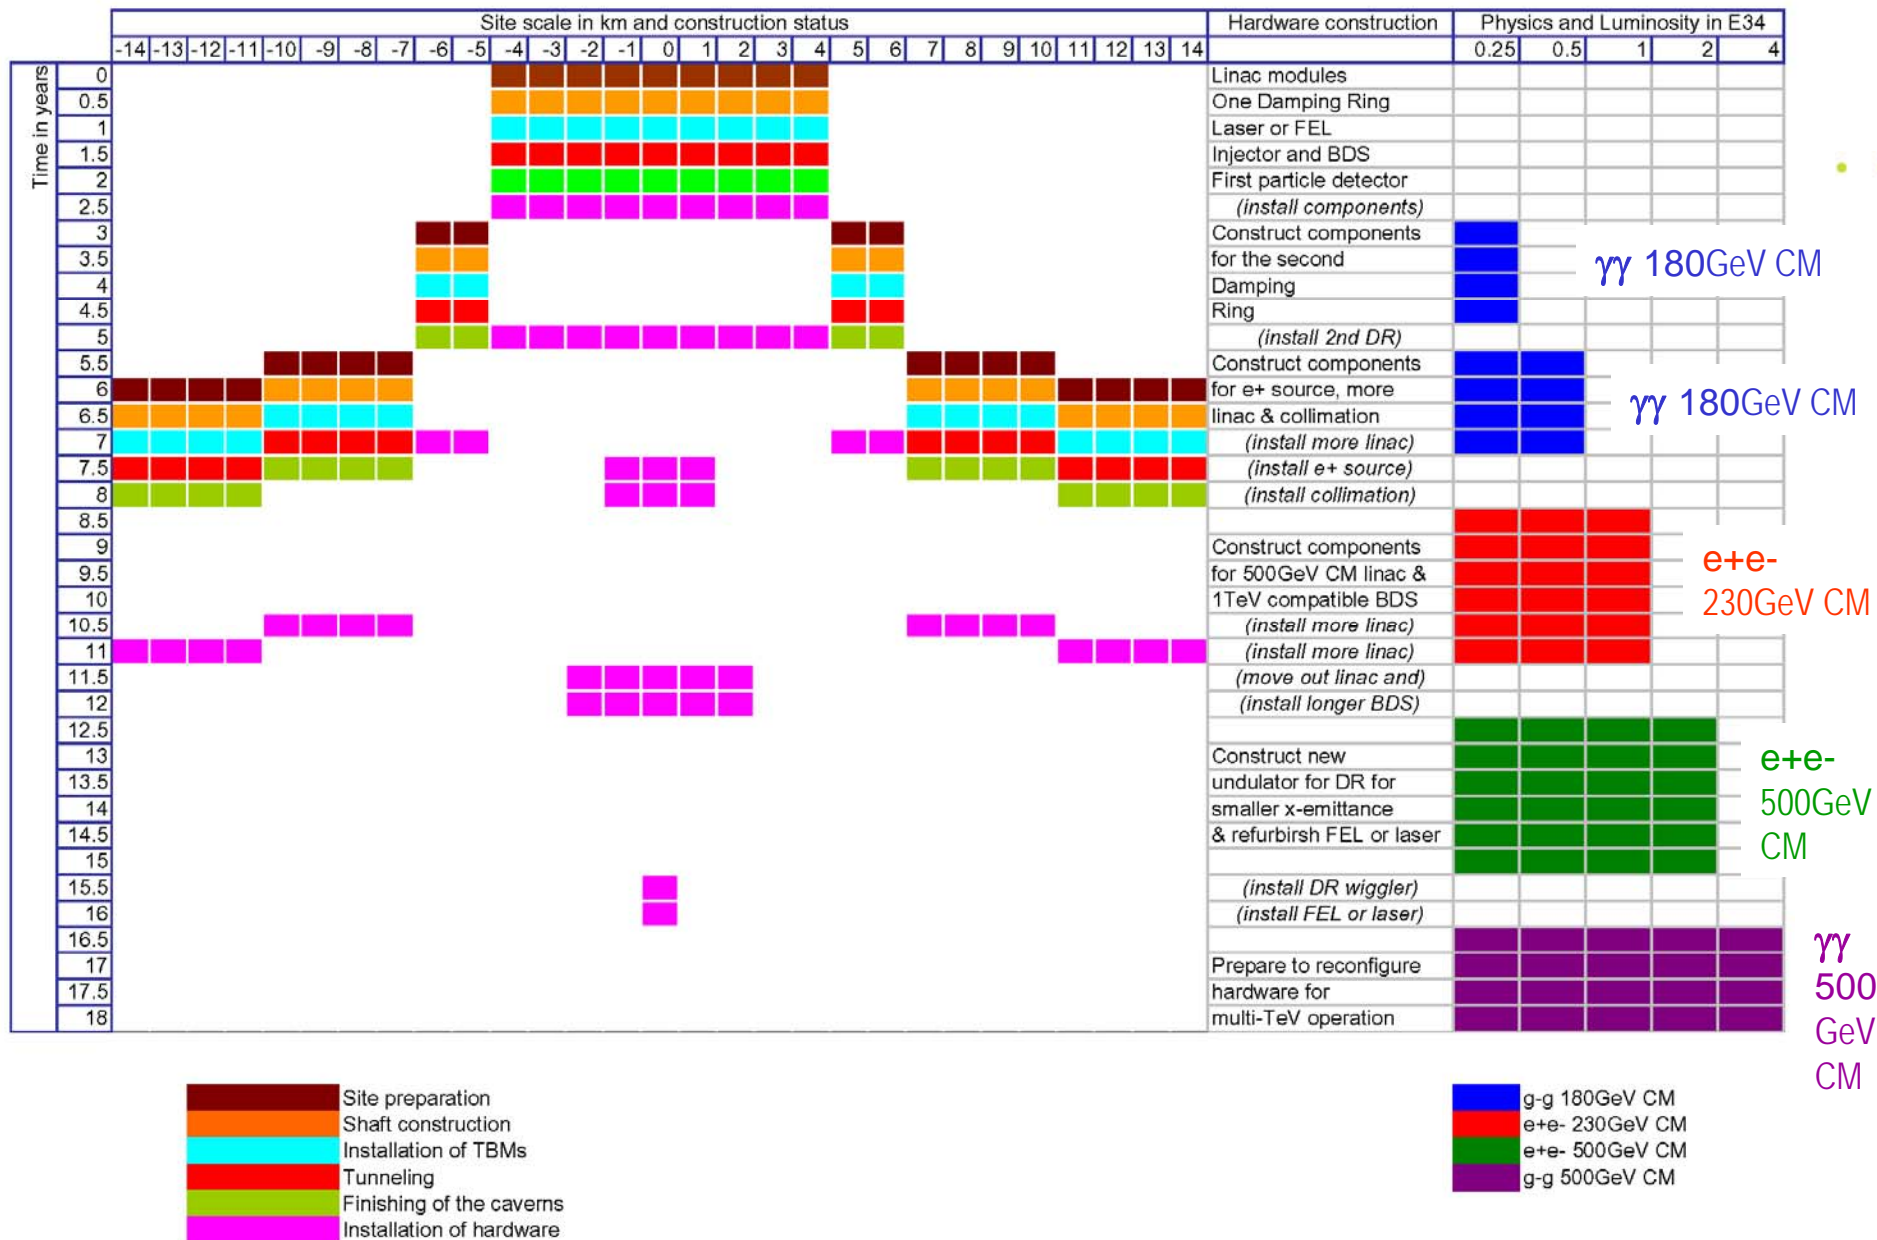 Site scale in km and construction status Hardware construction Physics and Luminosity in E34
-14 -13 -12 -11 -10 -9 -8 -7 -6 -5 -4 -3 -2 -1 0 1 2 3 4 5 6 7 8 9 10 11 12 13 14 0.25 0.5 1 2 4
Time in years
0 Linac modules
0.5 One Damping Ring
1 Laser or FEL
1.5 Injector and BDS
2 First particle detector
2.5 (install components)
3 Construct components
3.5 for the second
γγ 180GeV CM
4 Damping
4.5 Ring
5 (install 2nd DR)
5.5 Construct components
6 for e+ source, more
γγ 180GeV CM
6.5 linac & collimation
7 (install more linac)
7.5 (install e+ source)
8 (install collimation)
8.5
9 Construct components
9.5 for 500GeV CM linac &
10 1TeV compatible BDS
e+e-
230GeV CM
10.5 (install more linac)
11 (install more linac)
11.5 (move out linac and)
12 (install longer BDS)
12.5
13 Construct new
13.5 undulator for DR for
14 smaller x-emittance
14.5 & refurbirsh FEL or laser
15
e+e-
500GeV
CM
15.5 (install DR wiggler)
16 (install FEL or laser)
16.5
17 Prepare to reconfigure
17.5 hardware for
18 multi-TeV operation
γγ
500
GeV
CM
Site preparation
Shaft construction
Installation of TBMs
Tunneling
Finishing of the caverns
Installation of hardware
g-g 180GeV CM
e+e- 230GeV CM
e+e- 500GeV CM
g-g 500GeV CM